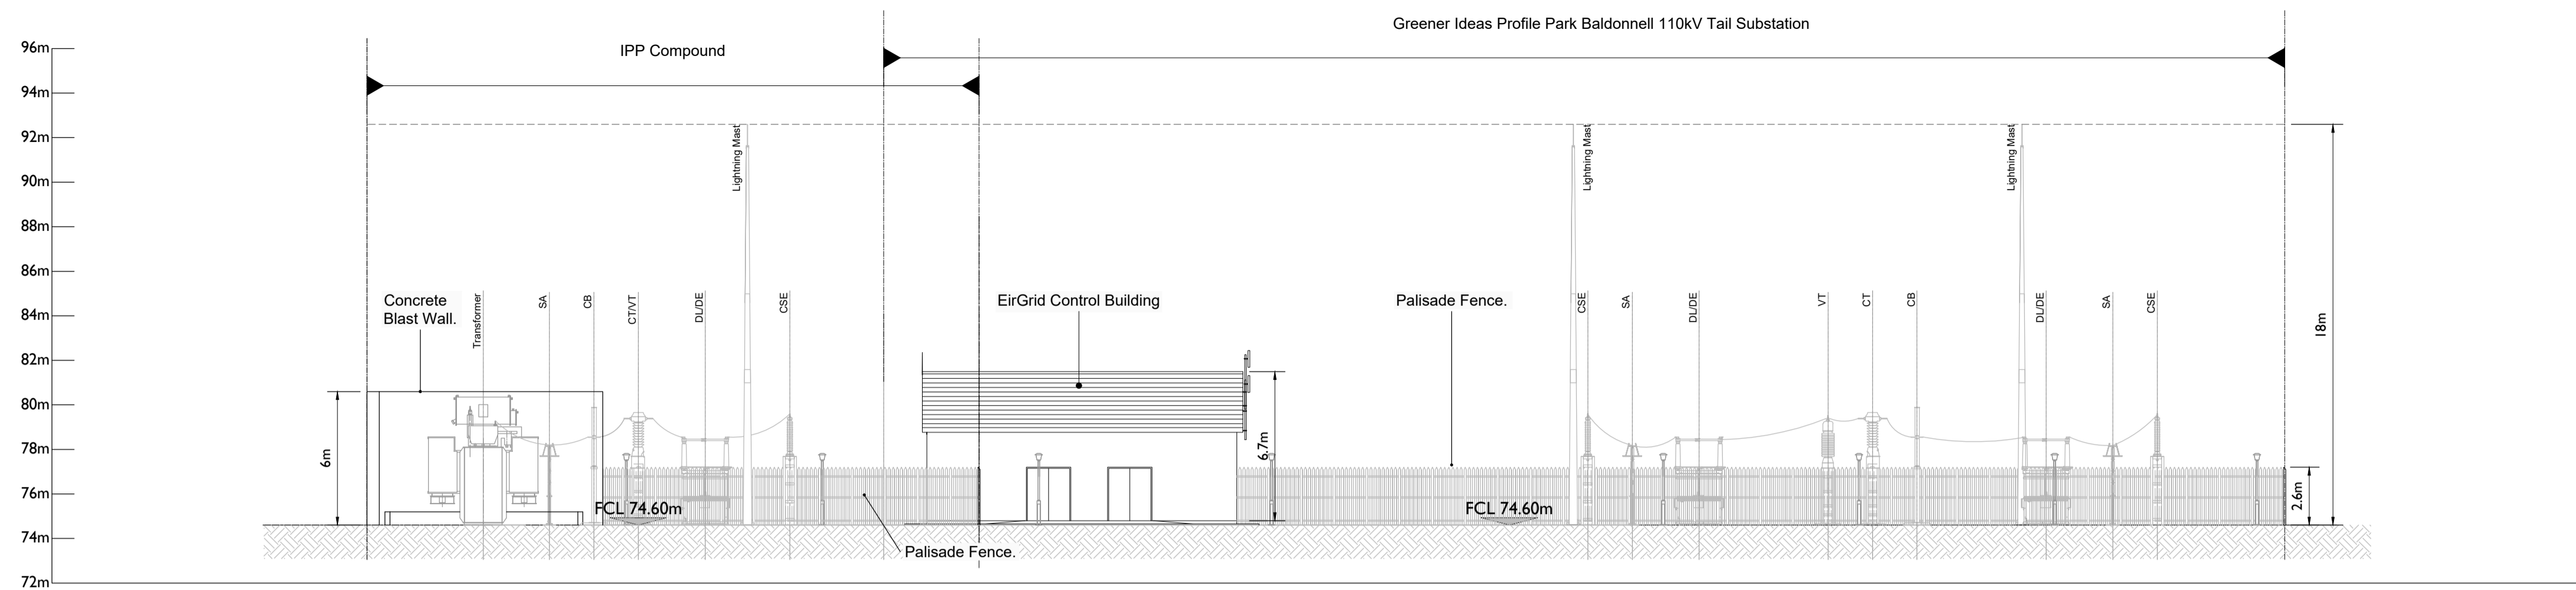 Greener Ideas Profile Park Baldonnell 110kV Tail Substation
IPP Compound
96m
94m
92m
90m
88m
86m
84m
82m
80m
78m
76m
74m
72m
Lightning Mast
Lightning Mast
Lightning Mast
Concrete
Blast Wall.
Transformer
SA
CB
CT/VT
DL/DE
CSE
EirGrid Control Building
Palisade Fence.
CSE
SA
DL/DE
VT
CT
CB
DL/DE
SA
CSE
18m
6m
6.7m
2.6m
FCL 74.60m
FCL 74.60m
Palisade Fence.